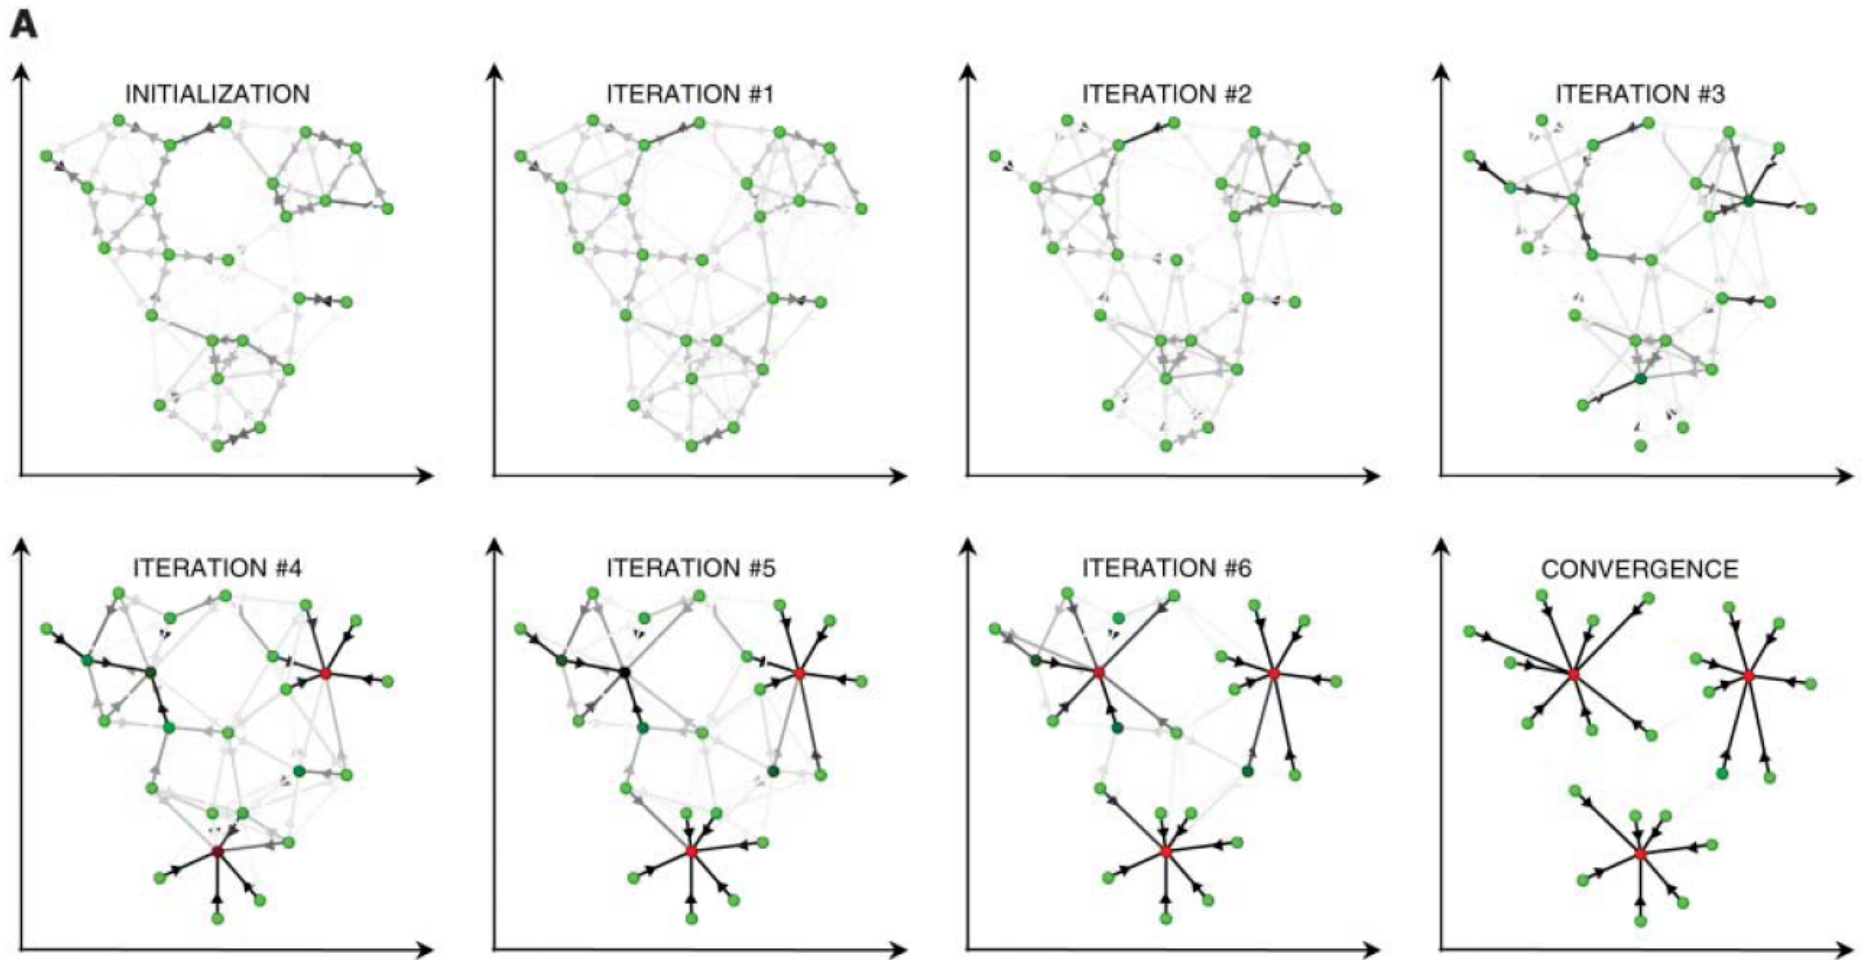 A
INITIALIZATION
ITERATION #1
ITERATION #2
ITERATION #3
ITERATION #4
ITERATION #5
ITERATION #6
CONVERGENCE